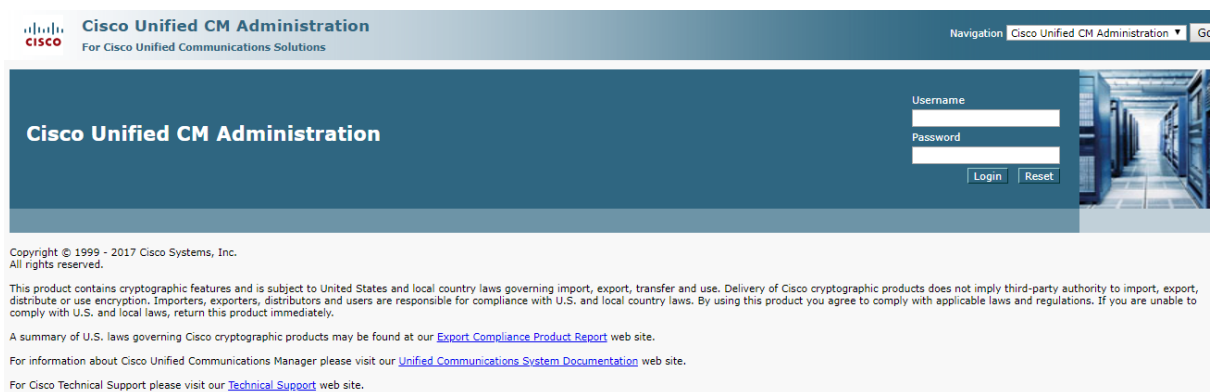 CISCO
Cisco Unified CM Administration
For Cisco Unified Communications Solutions
Navigation Cisco Unified CM Administration ▼ Go
Cisco Unified CM Administration
Username
Password
Login Reset
Copyright © 1999 - 2017 Cisco Systems, Inc.
All rights reserved.
This product contains cryptographic features and is subject to United States and local country laws governing import, export, transfer and use. Delivery of Cisco cryptographic products does not imply third-party authority to import, export,
distribute or use encryption. Importers, exporters, distributors and users are responsible for compliance with U.S. and local country laws. By using this product you agree to comply with applicable laws and regulations. If you are unable to
comply with U.S. and local laws, return this product immediately.
A summary of U.S. laws governing Cisco cryptographic products may be found at our Export Compliance Product Report web site.
For information about Cisco Unified Communications Manager please visit our Unified Communications System Documentation web site.
For Cisco Technical Support please visit our Technical Support web site.